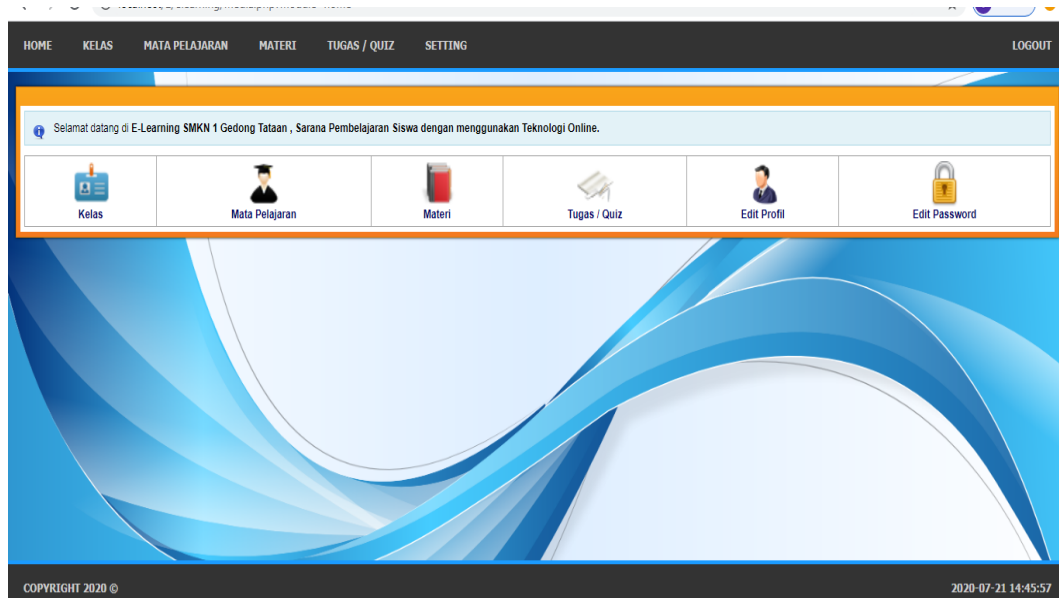 HOME KELAS MATA PELAJARAN MATERI TUGAS / QUIZ SETTING LOGOUT
Selamat datang di E-Learning SMKN 1 Gedong Tataan , Sarana Pembelajaran Siswa dengan menggunakan Teknologi Online.
Kelas Mata Pelajaran Materi Tugas / Quiz Edit Profil Edit Password
COPYRIGHT 2020 © 2020-07-21 14:45:57